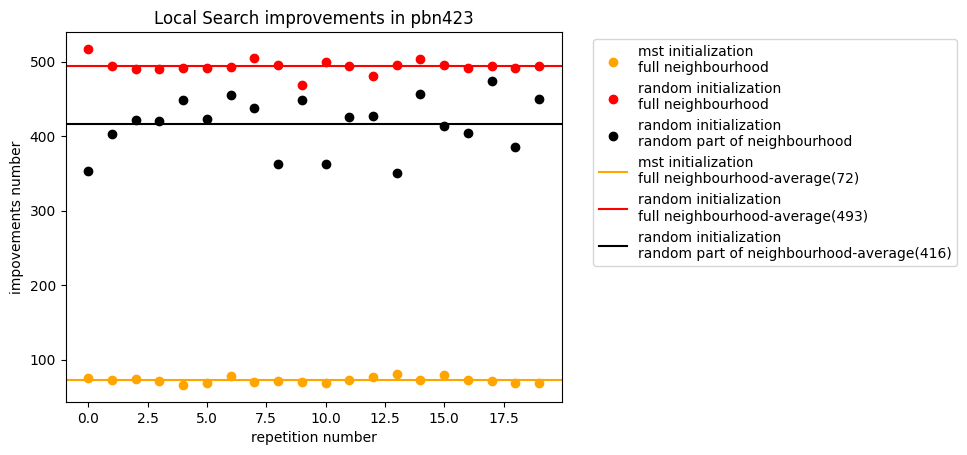 Local Search improvements in pbn423
impovements number
500
400
300
200
100
0.0 2.5 5.0 7.5 10.0 12.5 15.0 17.5
repetition number
mst initialization
full neighbourhood
random initialization
full neighbourhood
random initialization
random part of neighbourhood
mst initialization
full neighbourhood-average(72)
random initialization
full neighbourhood-average(493)
random initialization
random part of neighbourhood-average(416)